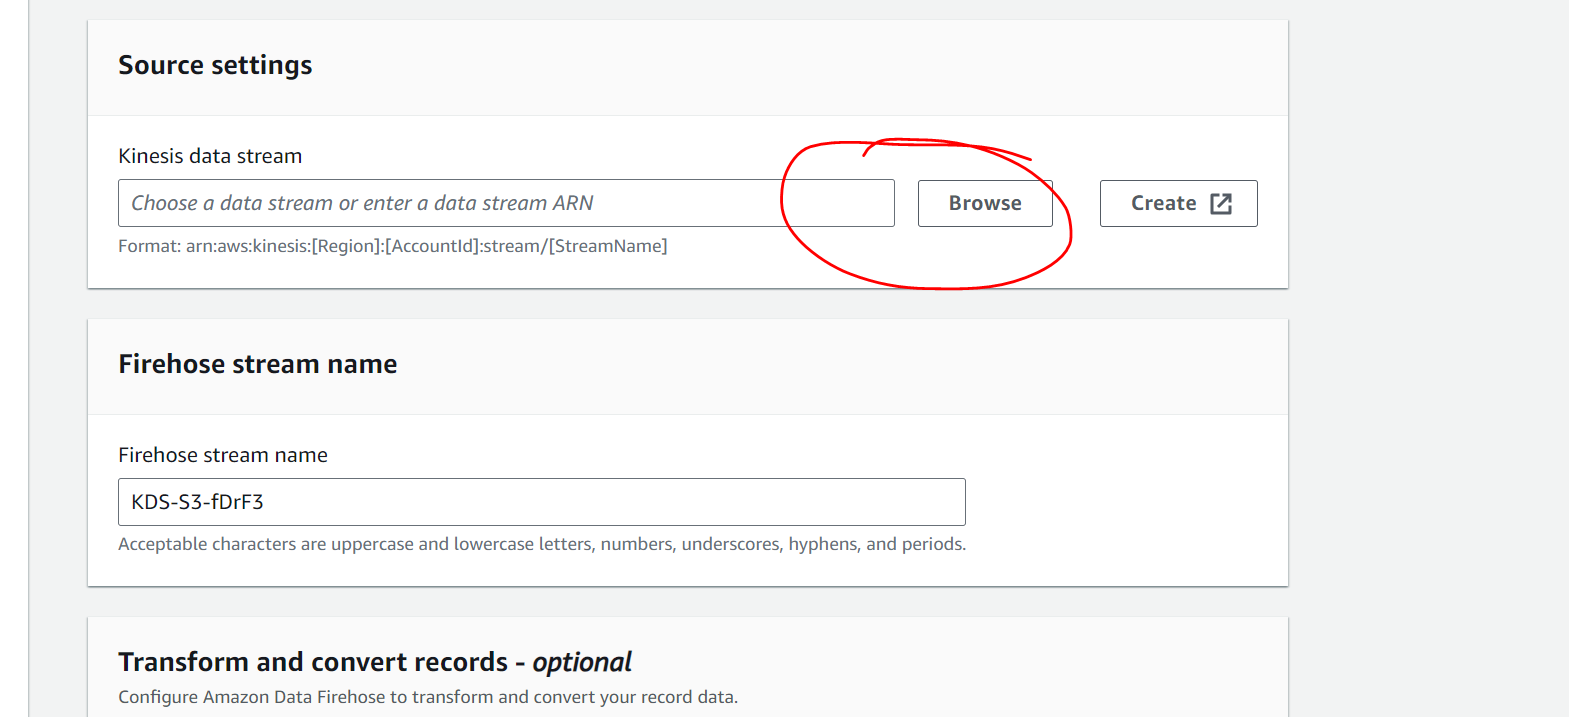 Source settings
Kinesis data stream
Choose a data stream or enter a data stream ARN
Browse
Create
Format: arn:aws:kinesis:[Region]:[AccountId]:stream/[StreamName]
Firehose stream name
Firehose stream name
KDS-S3-fDrF3
Acceptable characters are uppercase and lowercase letters, numbers, underscores, hyphens, and periods.
Transform and convert records - optional
Configure Amazon Data Firehose to transform and convert your record data.